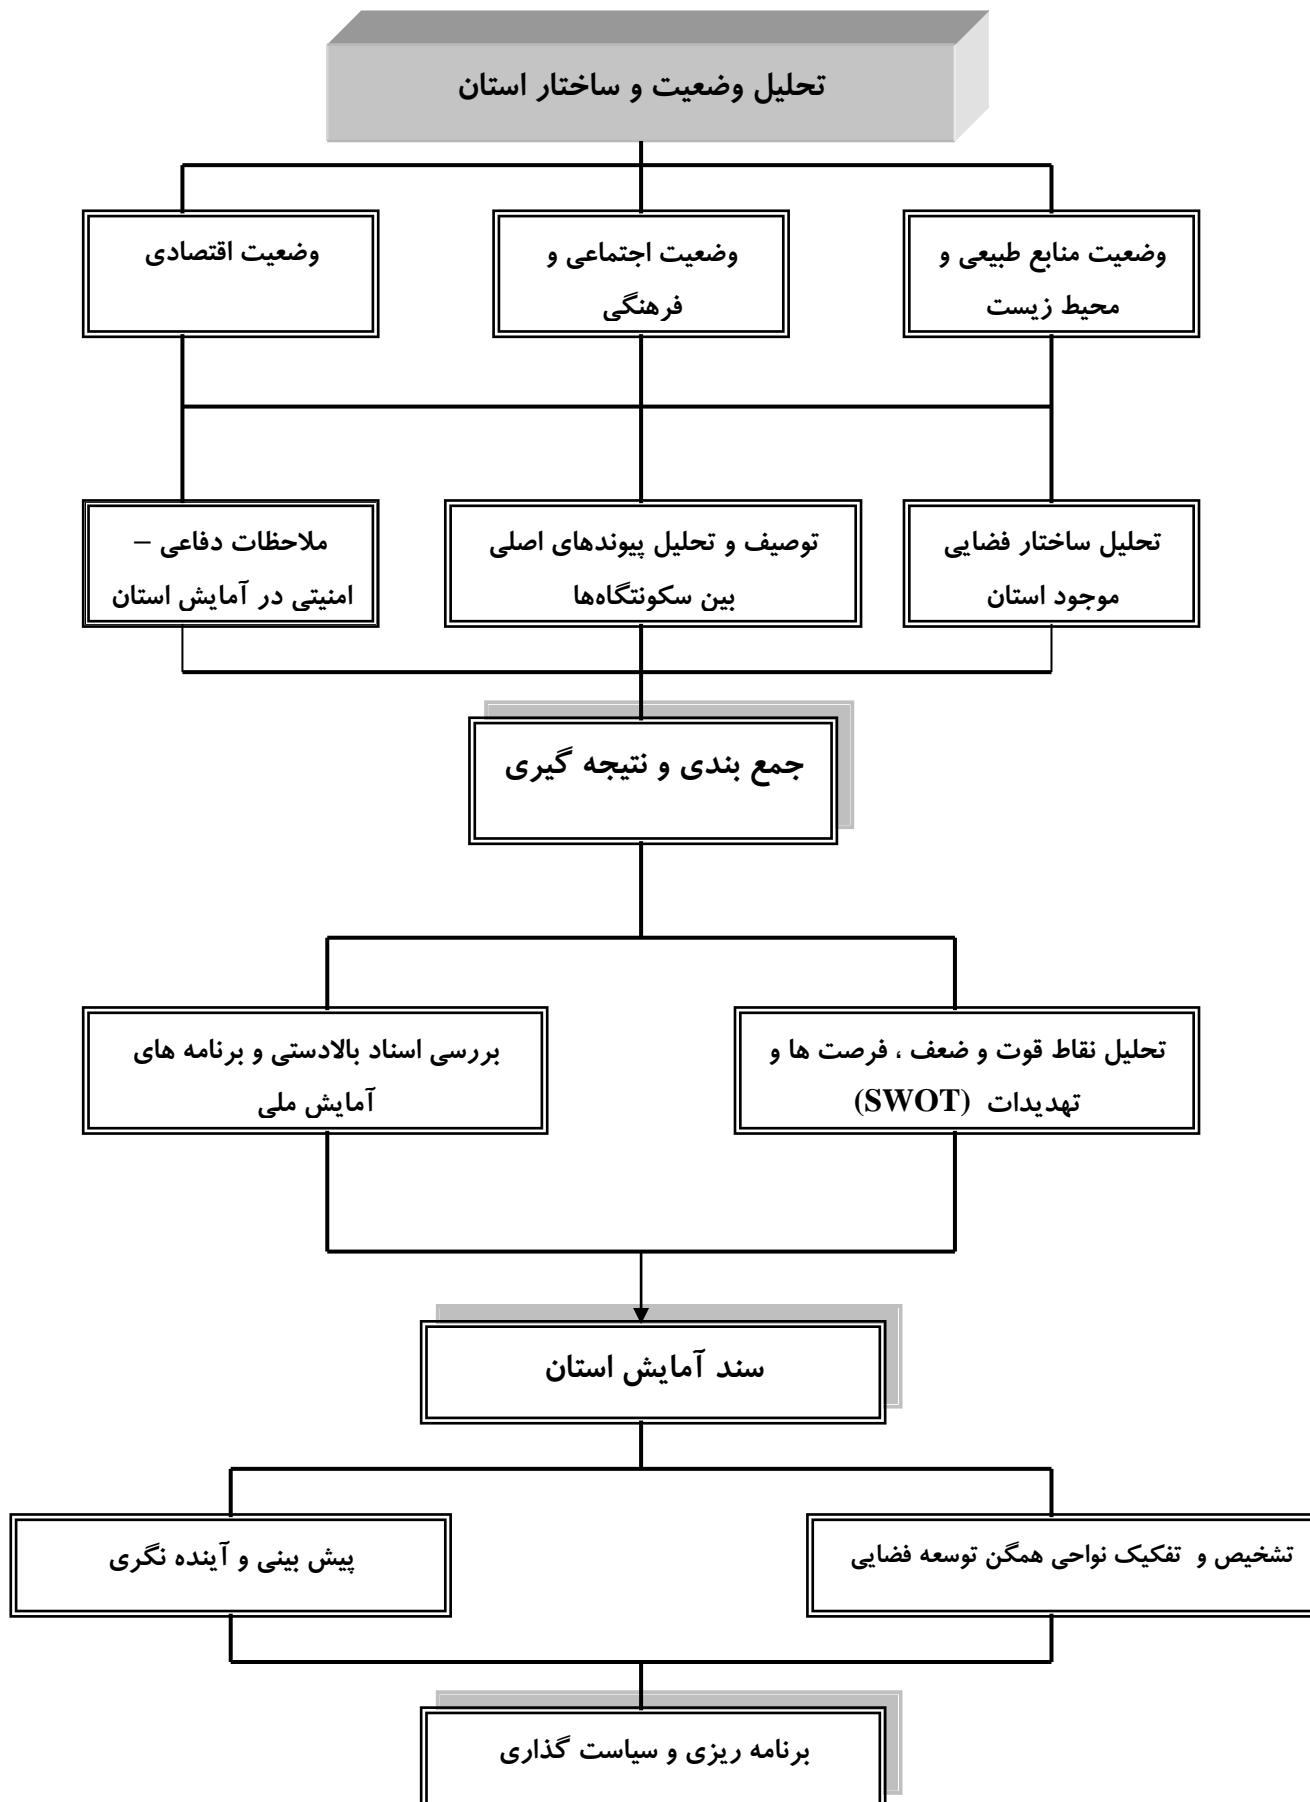 تحلیل وضعیت و ساختار استان
وضعیت منابع طبیعی و
محیط زیست
وضعیت اجتماعی و
فرهنگی
وضعیت اقتصادی
تحلیل ساختار فضایی
موجود استان
توصیف و تحلیل پیوندهای اصلی
بین سکونتگاه‌ها
ملاحظات دفاعی –
امنیتی در آمایش استان
جمع بندی و نتیجه گیری
تحلیل نقاط قوت و ضعف ، فرصت ها و
تهدیدات (SWOT)
بررسی اسناد بالادستی و برنامه های
آمایش ملی
سند آمایش استان
تشخیص و تفکیک نواحی همگن توسعه فضایی
پیش بینی و آینده نگری
برنامه ریزی و سیاست گذاری